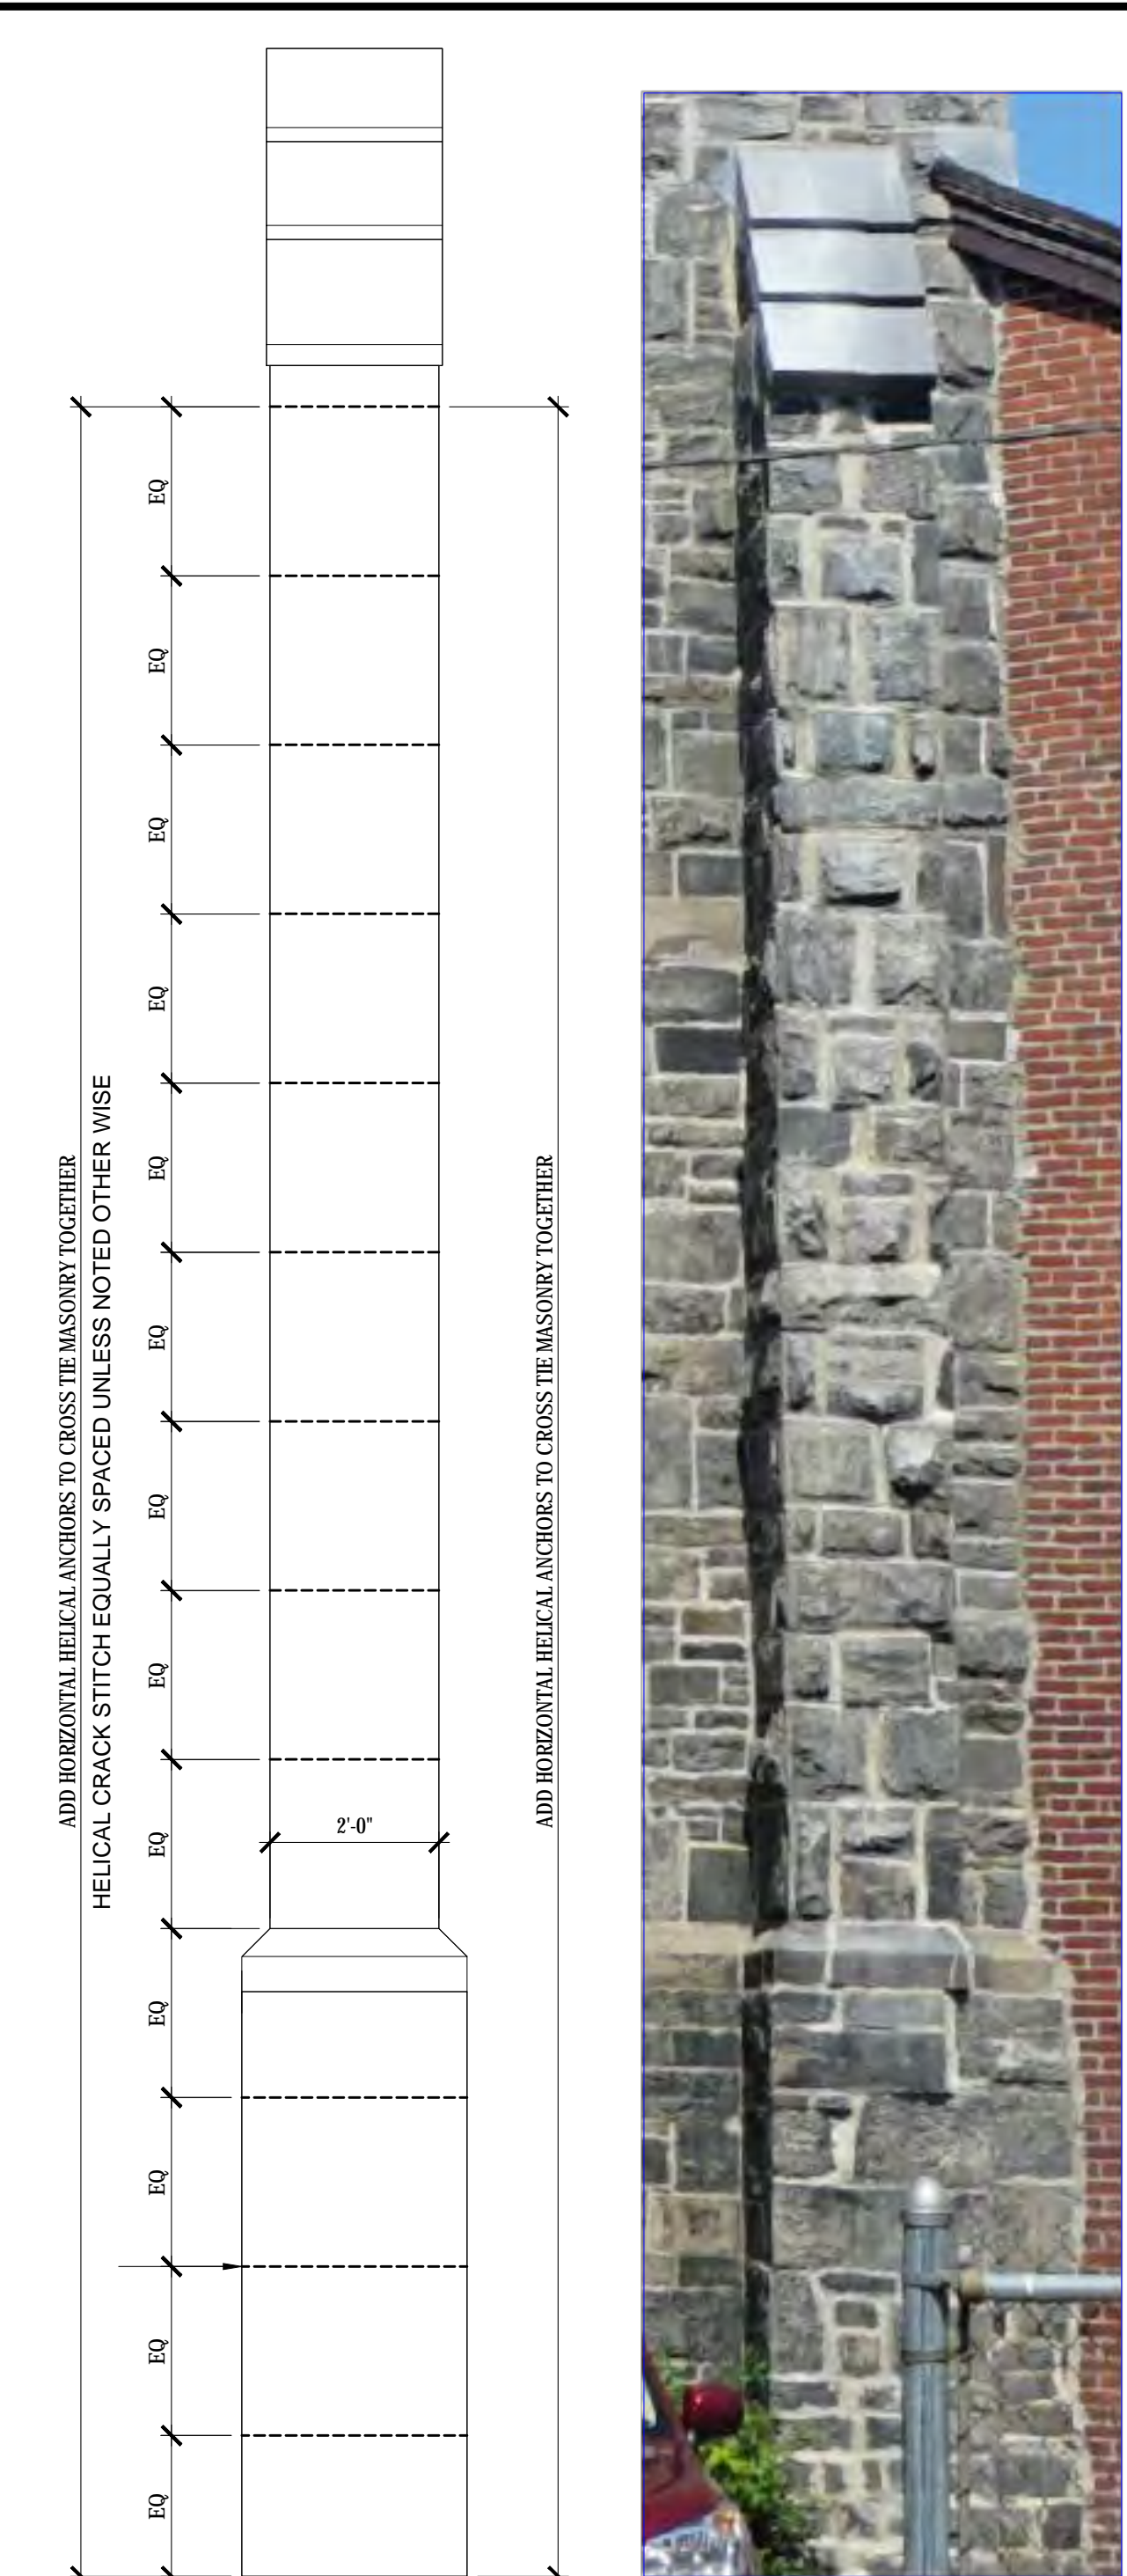 EQ
EQ
EQ
EQ
EQ
EQ
EQ
EQ
EQ
EQ
EQ
EQ
EQ
ADD HORIZONTAL HELICAL ANCHORS TO CROSS TIE MASONRY TOGETHER
HELICAL CRACK STITCH EQUALLY SPACED UNLESS NOTED OTHER WISE
ADD HORIZONTAL HELICAL ANCHORS TO CROSS TIE MASONRY TOGETHER
2'-0"